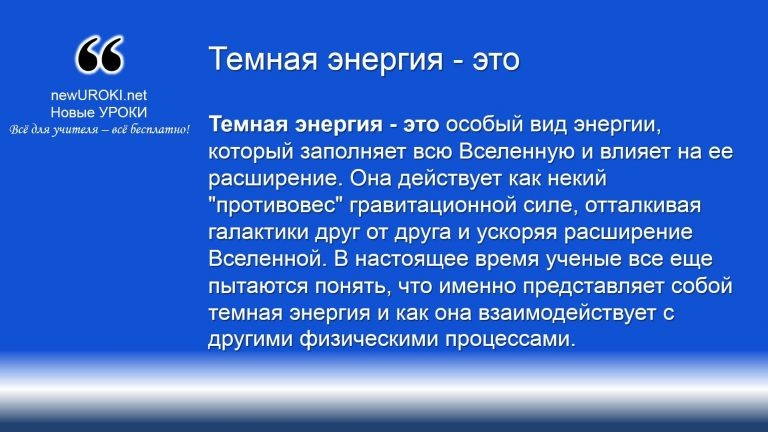 newUROKI.net
Новые УРОКИ
Всё для учителя – всё бесплатно!
Темная энергия - это
Темная энергия - это особый вид энергии,
который заполняет всю Вселенную и влияет на ее
расширение. Она действует как некий
"противовес" гравитационной силе, отталкивая
галактики друг от друга и ускоряя расширение
Вселенной. В настоящее время ученые все еще
пытаются понять, что именно представляет собой
темная энергия и как она взаимодействует с
другими физическими процессами.